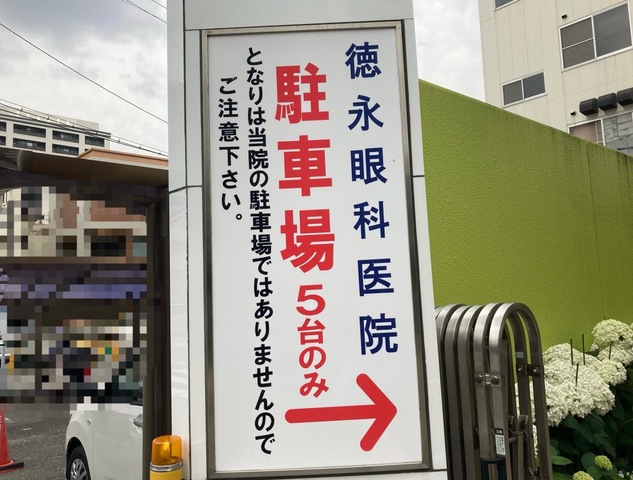 徳永眼科医院
駐車場5台のみ
となりは当院の駐車場ではありませんので
ご注意下さい。